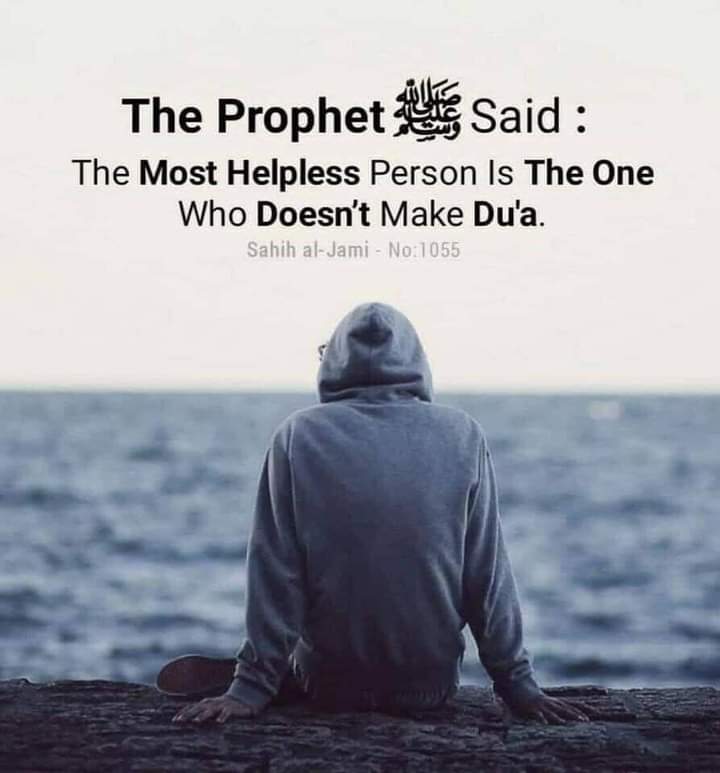 The Prophet ﷺ Said :
The Most Helpless Person Is The One
Who Doesn't Make Du'a.
Sahih al-Jami - No:1055